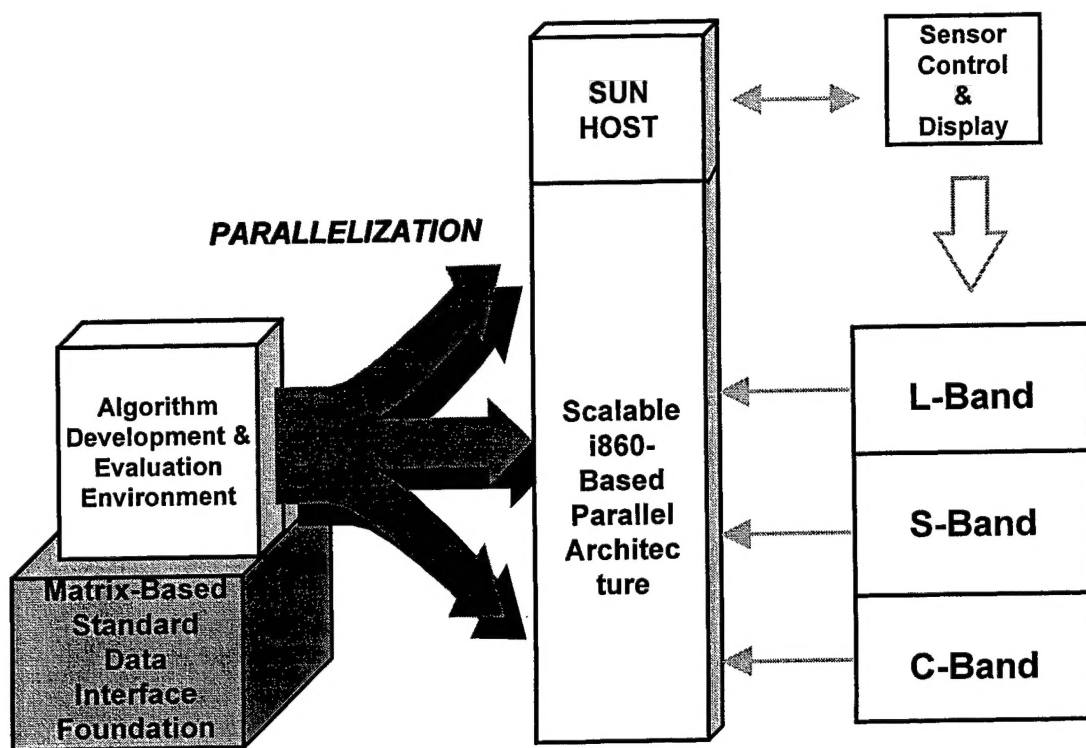 SUN
HOST
Sensor
Control
&
Display
PARALLELIZATION
Algorithm
Development &
Evaluation
Environment
Matrix-Based
Standard
Data
Interface
Foundation
Scalable
i860-
Based
Parallel
Architec
ture
L-Band
S-Band
C-Band